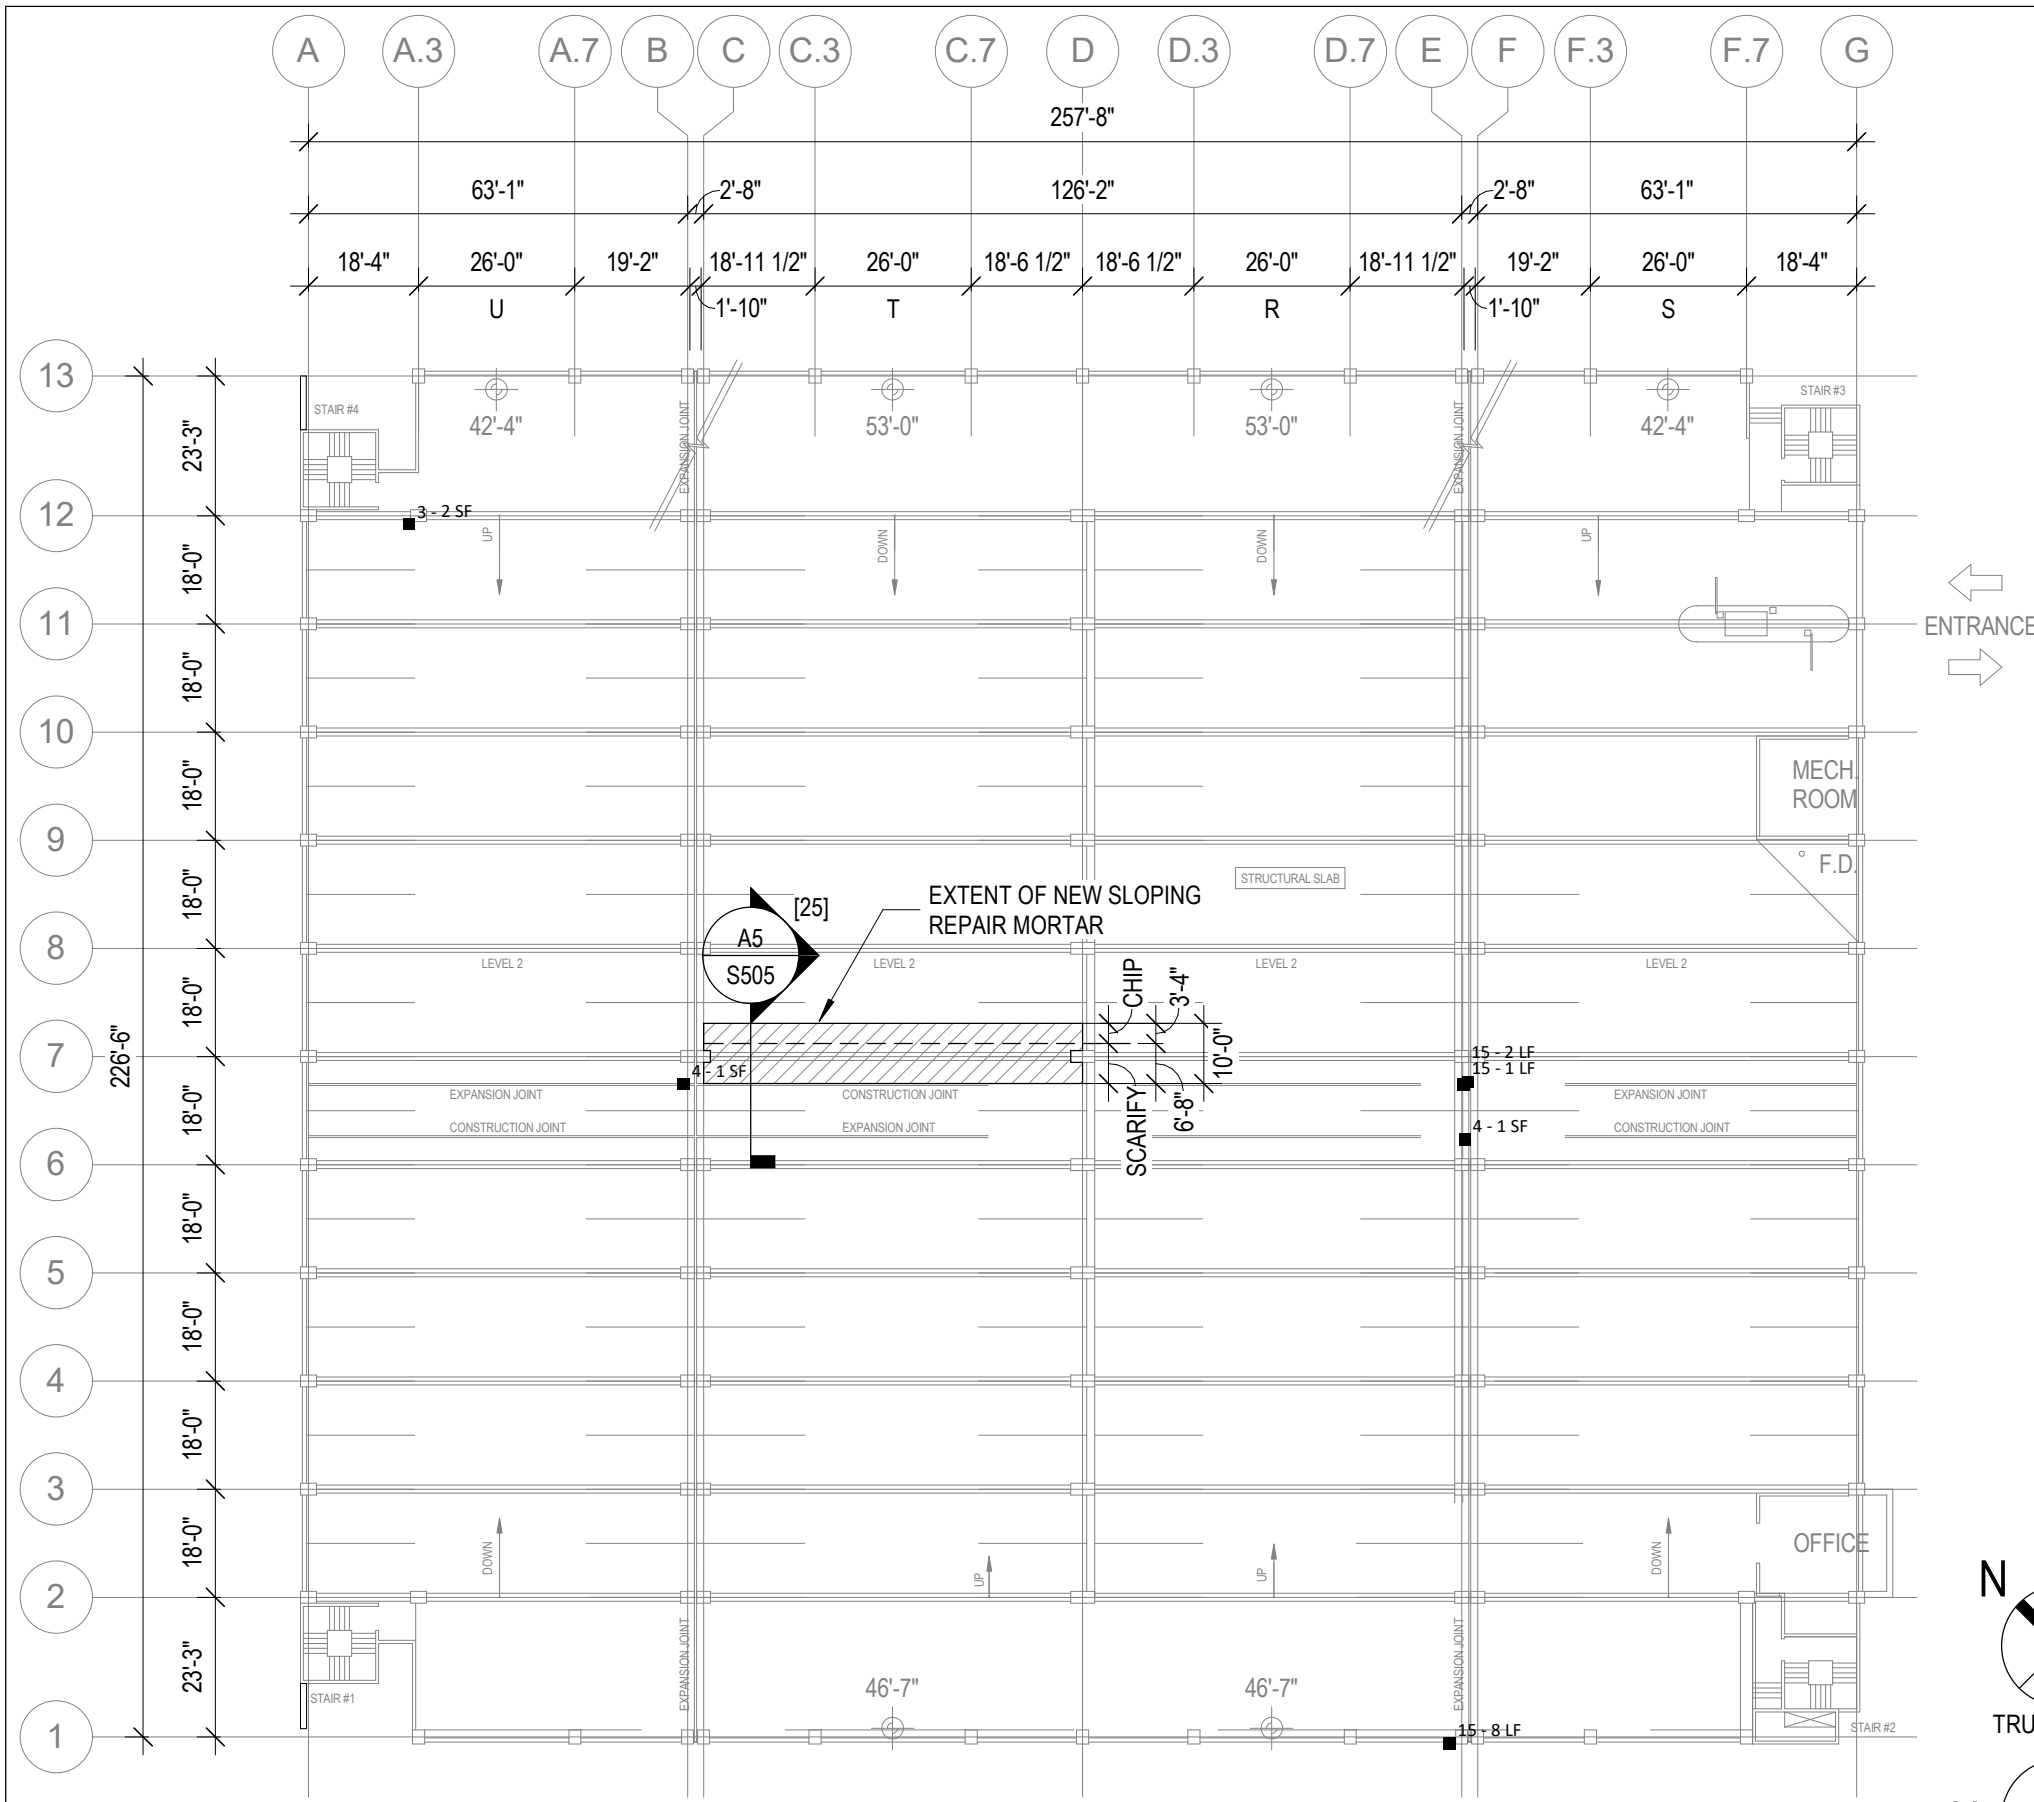 A A.3 A.7 B C C.3 C.7 D D.3 D.7 E F F.3 F.7 G
257'-8"
63'-1" 2'-8" 126'-2" 2'-8" 63'-1"
18'-4" 26'-0" 19'-2" 18'-11 1/2" 26'-0" 18'-6 1/2" 18'-6 1/2" 26'-0" 18'-11 1/2" 19'-2" 26'-0" 18'-4"
U 1'-10" T R 1'-10" S
13
STAIR #4 STAIR #3
42'-4" 53'-0" 53'-0" 42'-4"
23'-3"
EXPANSION JOINT
EXPANSION JOINT
12
3 - 2 SF
UP
DOWN
DOWN
UP
18'-0"
11
ENTRANCE
18'-0"
10
MECH.
ROOM
18'-0"
9
F.D.
STRUCTURAL SLAB
18'-0"
EXTENT OF NEW SLOPING
REPAIR MORTAR
[25]
A5
S505
8
LEVEL 2 LEVEL 2 LEVEL 2 LEVEL 2
18'-0"
CHIP
3'-4"
10'-0"
7
226'-6"
15 - 2 LF
15 - 1 LF
4 - 1 SF
EXPANSION JOINT CONSTRUCTION JOINT EXPANSION JOINT
18'-0"
SCARIFY
6'-8"
4 - 1 SF
CONSTRUCTION JOINT EXPANSION JOINT CONSTRUCTION JOINT
6
18'-0"
5
18'-0"
4
18'-0"
3
18'-0"
DOWN
UP
UP
DOWN
OFFICE
2
N
23'-3"
EXPANSION JOINT
EXPANSION JOINT
STAIR #1
46'-7" 46'-7"
1
15 - 8 LF
STAIR #2
TRU